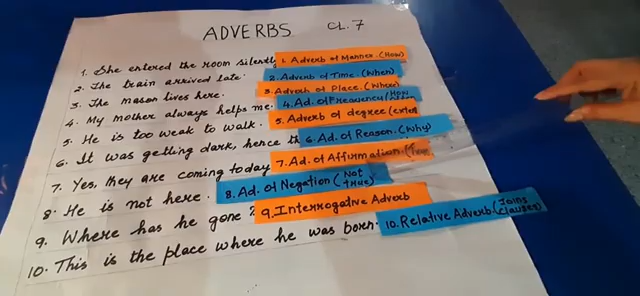 ADVERBS CL.7
1. She entered the room silently 1. Adverb of Manner (How)
2. The train arrived late. 2. Adverb of Time. (When)
3. The mason lives here. 3. Adverb of Place. (Where)
4. My mother always helps me. 4. Ad. of Frequency (How
5. He is too weak to walk. 5. Adverb of degree (extent
6. It was getting dark, hence th 6. Ad. of Reason. (Why)
7. Yes, they are coming today 7. Ad. of Affirmation.
8. He is not here. 8. Ad. of Negation (Not true)
9. Where has he gone? 9. Interrogative Adverb
10. This is the place where he was born. 10. Relative Adverb (Joins clauses)